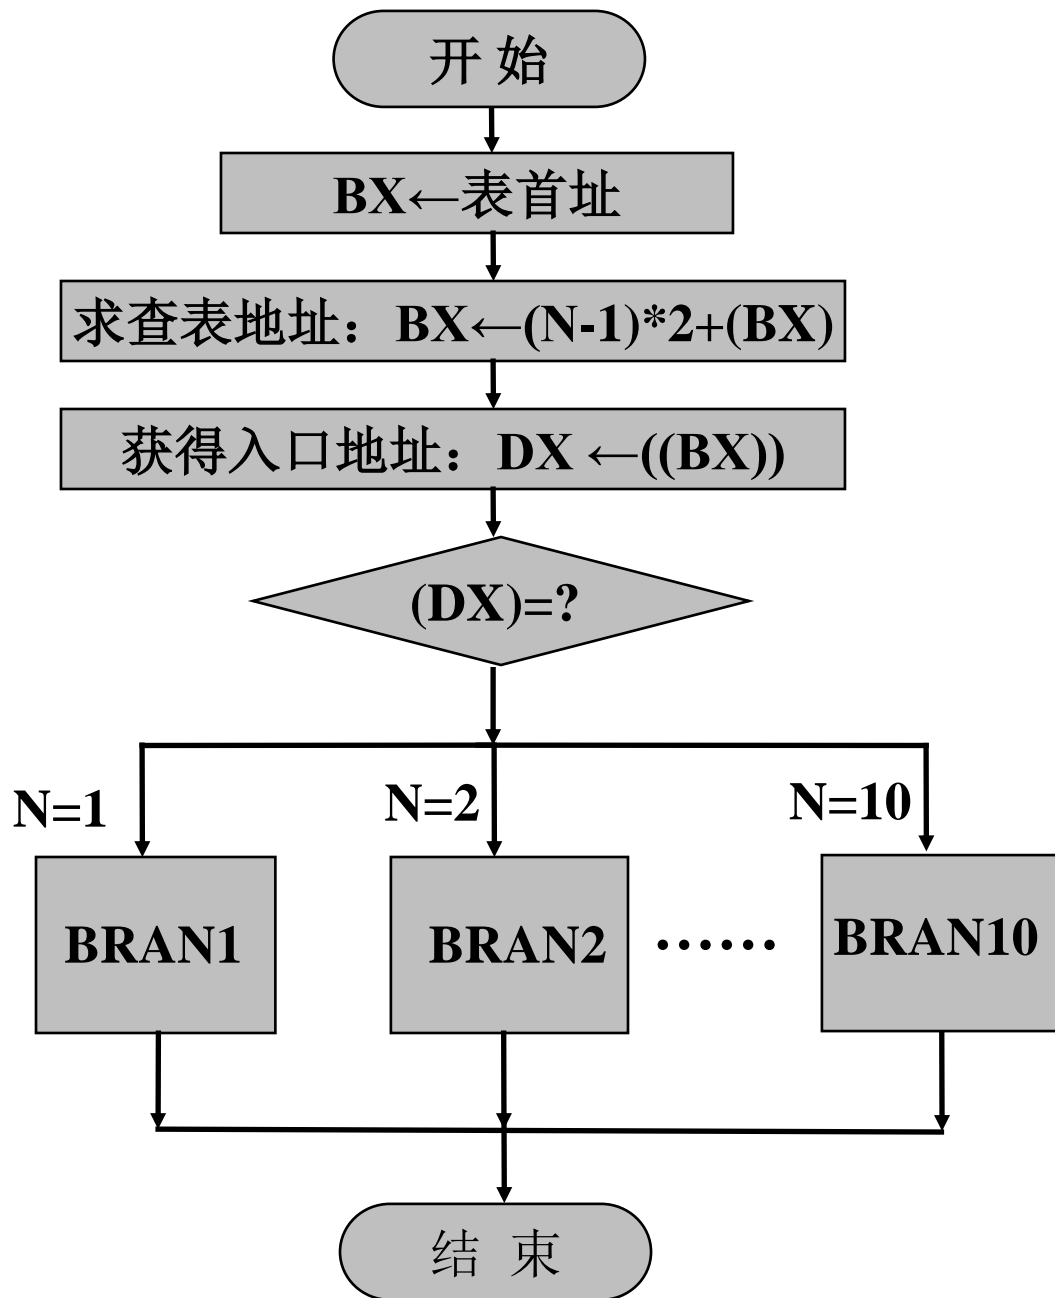 开 始
BX←表首址
求查表地址：BX←(N-1)*2+(BX)
获得入口地址：DX ←((BX))
(DX)=?
N=1
N=2
N=10
BRAN1
BRAN2
……
BRAN10
结 束